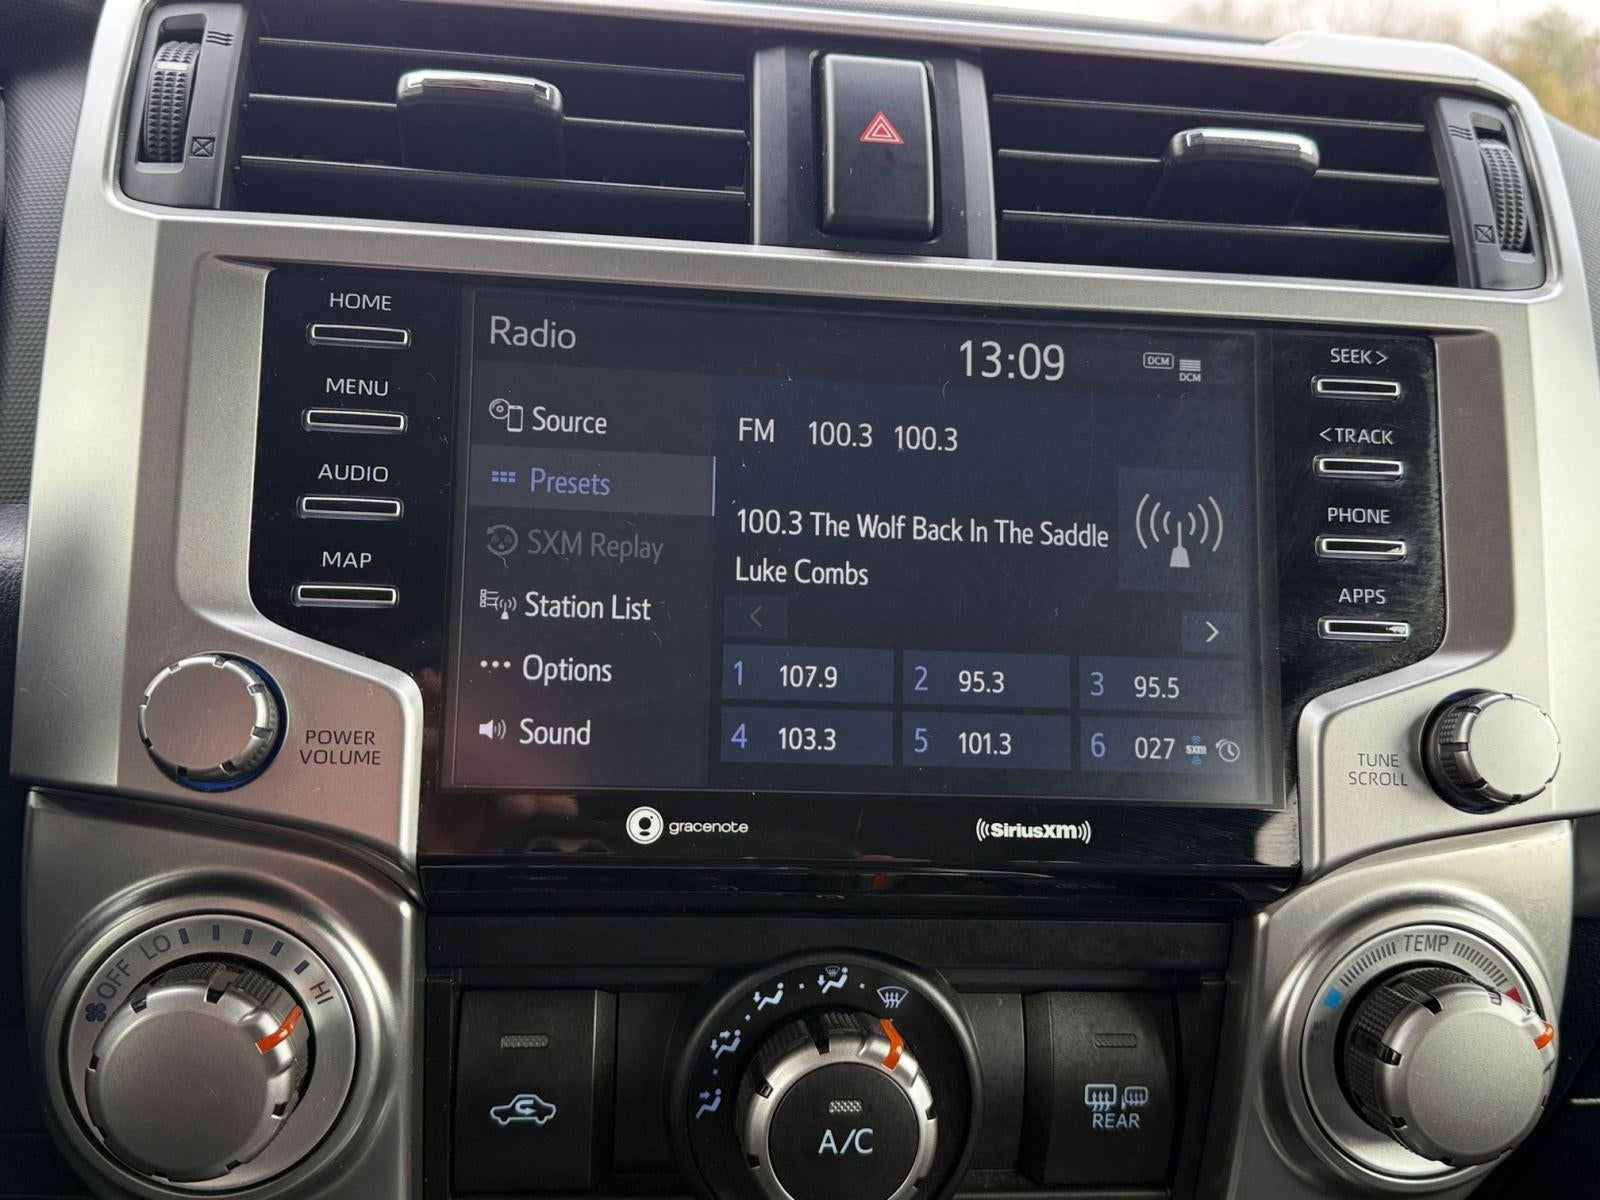 HOME
MENU
AUDIO
MAP
POWER
VOLUME
Radio
13:09
DCM
DCM
Source
Presets
SXM Replay
Station List
Options
Sound
FM 100.3 100.3
100.3 The Wolf Back In The Saddle
Luke Combs
< >
1 107.9 2 95.3 3 95.5
4 103.3 5 101.3 6 027 sxm
gracenote
SiriusXM
SEEK >
< TRACK
PHONE
APPS
TUNE
SCROLL
OFF LO HI
A/C
REAR
TEMP